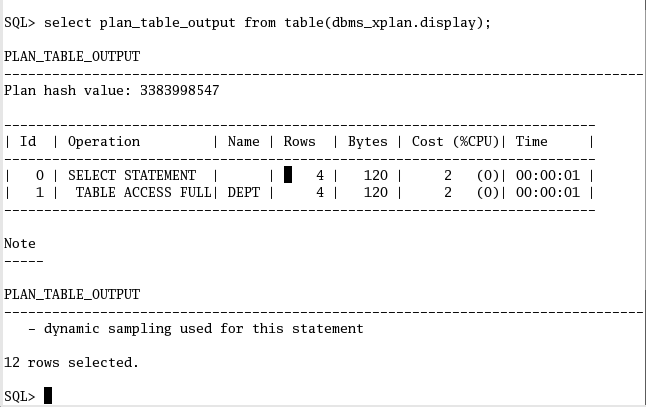 SQL> select plan_table_output from table(dbms_xplan.display);
PLAN_TABLE_OUTPUT
--------------------------------------------------------------------------------
Plan hash value: 3383998547
--------------------------------------------------------------------------
| Id  | Operation         | Name | Rows  | Bytes | Cost (%CPU)| Time     |
--------------------------------------------------------------------------
|   0 | SELECT STATEMENT  |      |     4 |   120 |     2   (0)| 00:00:01 |
|   1 |  TABLE ACCESS FULL| DEPT |     4 |   120 |     2   (0)| 00:00:01 |
--------------------------------------------------------------------------
Note
-----
PLAN_TABLE_OUTPUT
--------------------------------------------------------------------------------
   - dynamic sampling used for this statement
12 rows selected.
SQL>